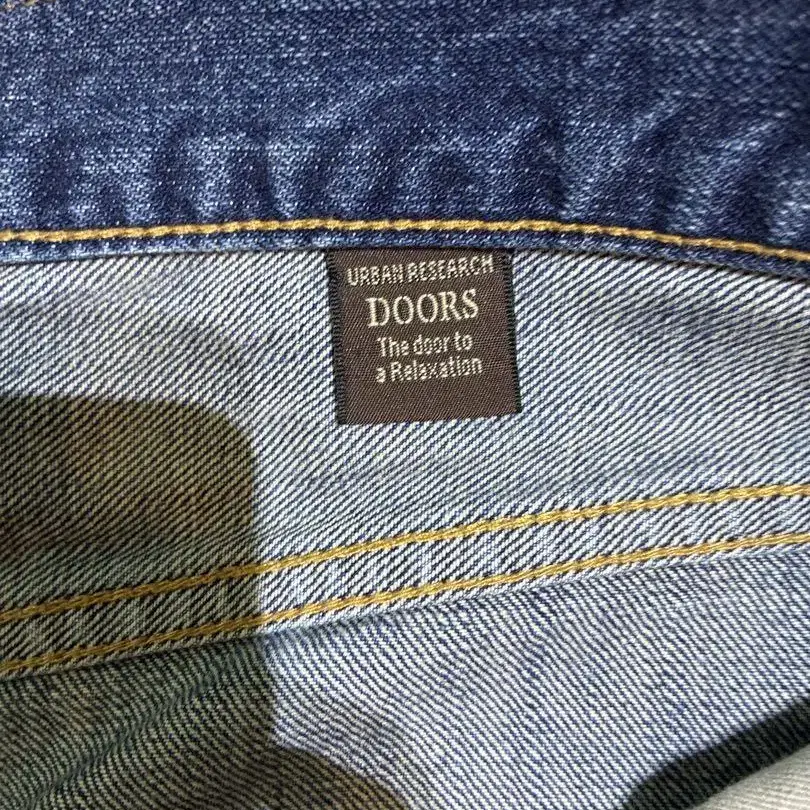 URBAN RESEARCH
DOORS
The door to
a Relaxation